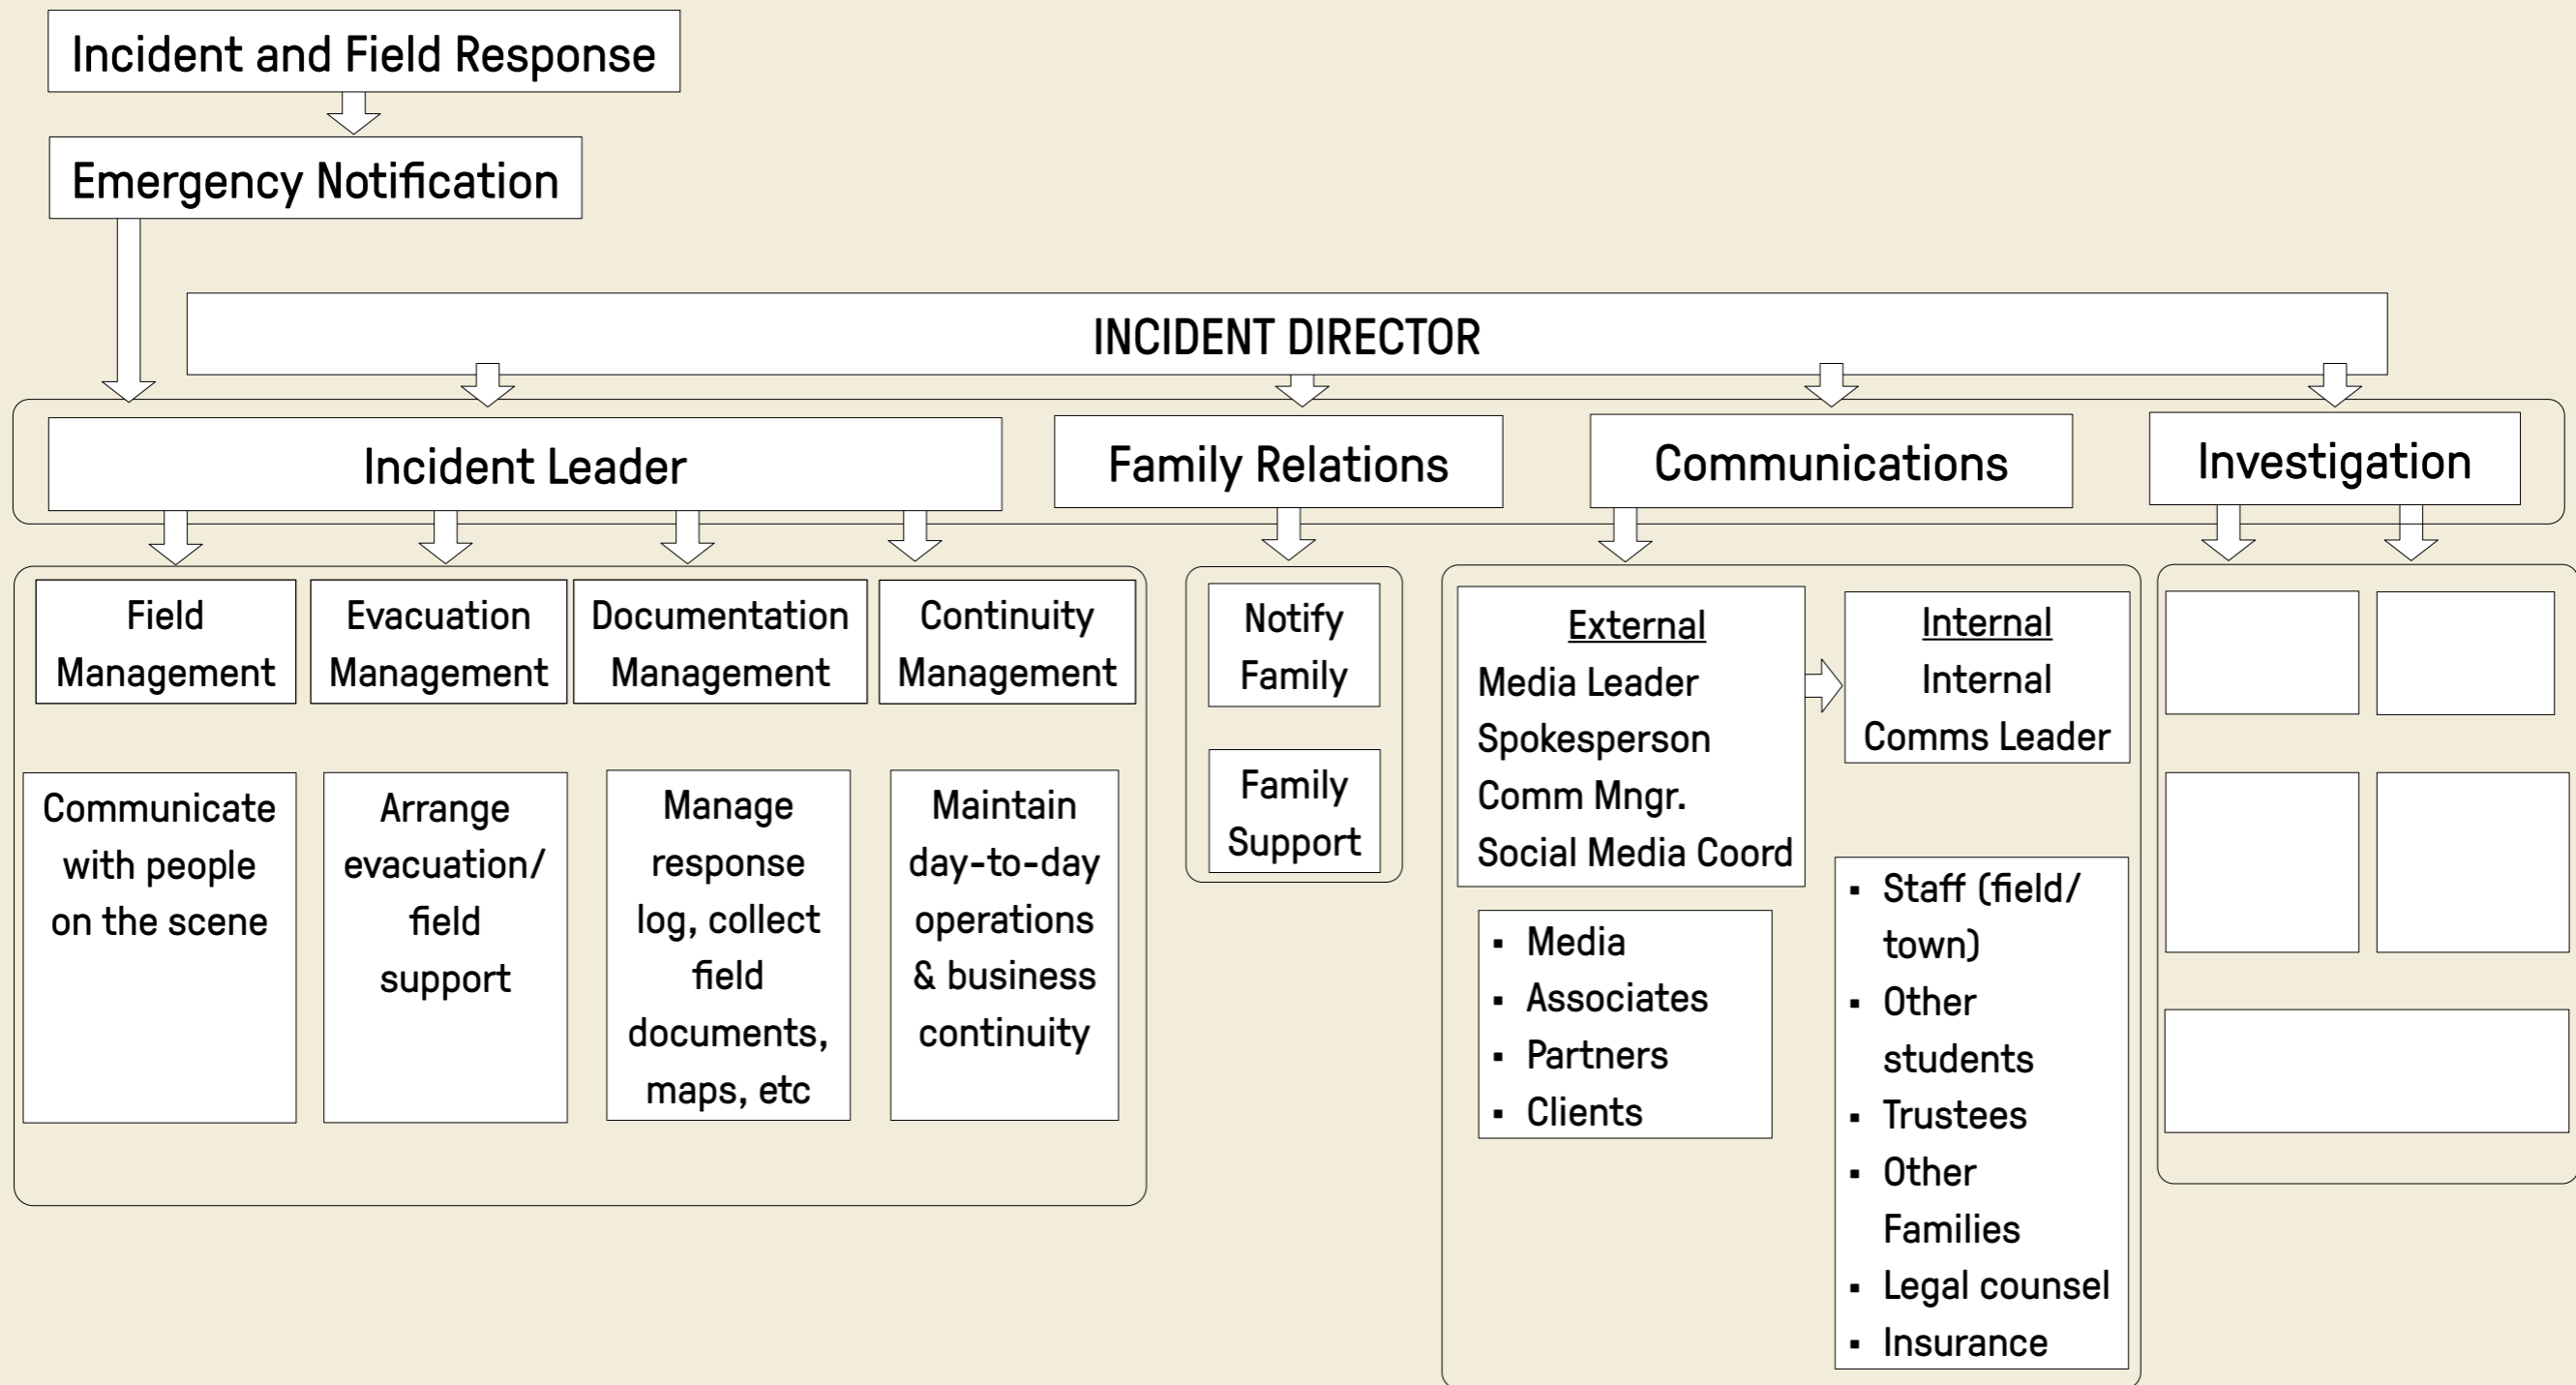 Incident and Field Response
Emergency Notification
INCIDENT DIRECTOR
Incident Leader
Family Relations
Communications
Investigation
Field
Management
Evacuation
Management
Documentation
Management
Continuity
Management
Communicate
with people
on the scene
Arrange
evacuation/
field
support
Manage
response
log, collect
field
documents,
maps, etc
Maintain
day-to-day
operations
& business
continuity
Notify
Family
Family
Support
External
Media Leader
Spokesperson
Comm Mngr.
Social Media Coord
▪ Media
▪ Associates
▪ Partners
▪ Clients
Internal
Internal
Comms Leader
▪ Staff (field/
town)
▪ Other
students
▪ Trustees
▪ Other
Families
▪ Legal counsel
▪ Insurance